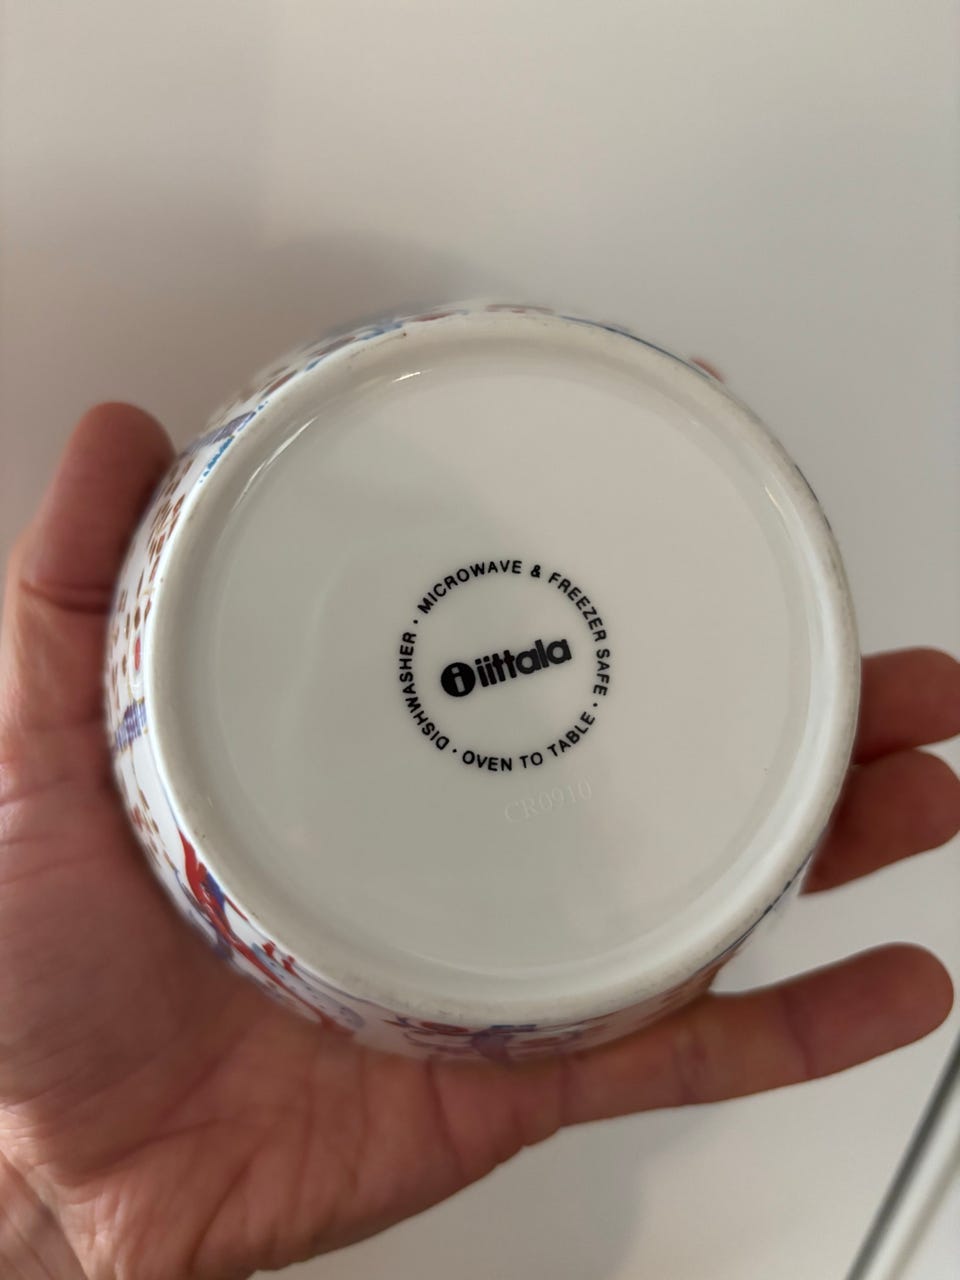 MICROWAVE & FREEZER SAFE · OVEN TO TABLE · DISHWASHER ·
i iittala
CR0910